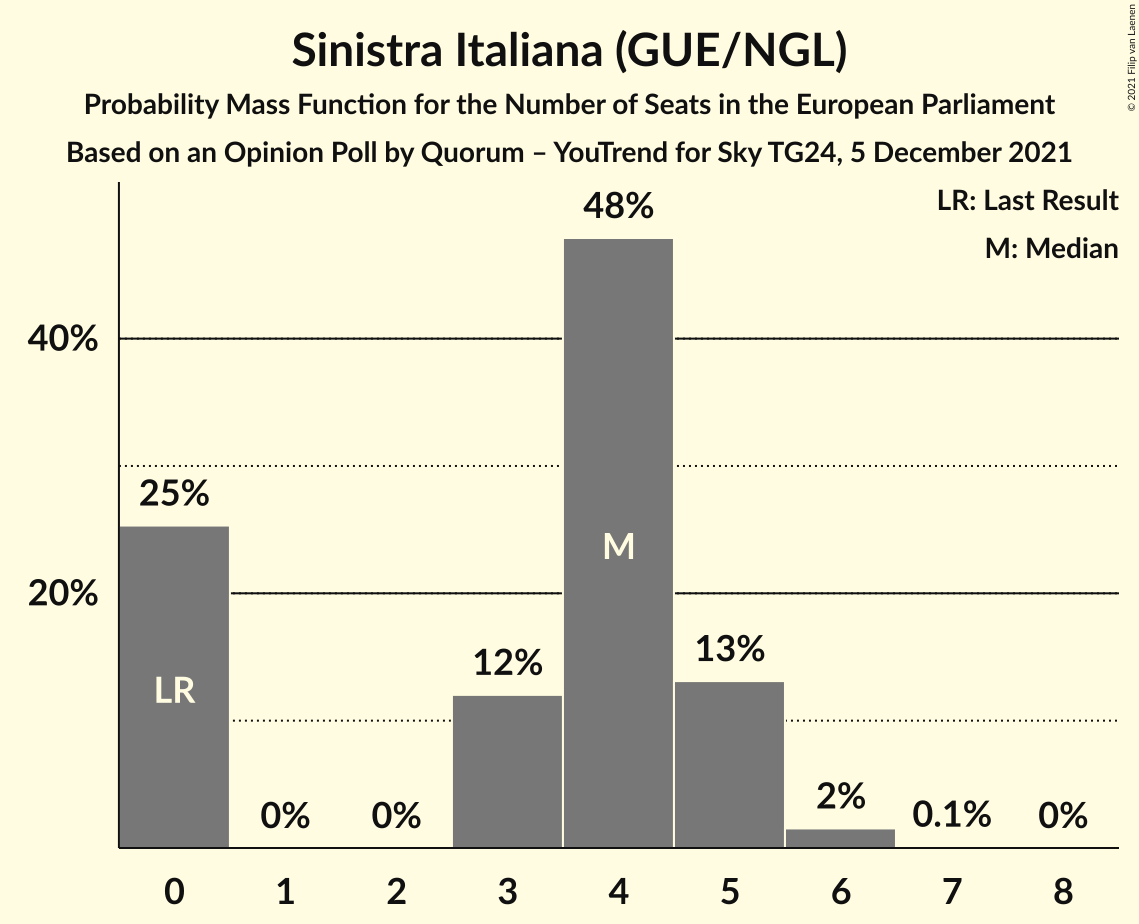 Sinistra Italiana (GUE/NGL)
Probability Mass Function for the Number of Seats in the European Parliament
Based on an Opinion Poll by Quorum – YouTrend for Sky TG24, 5 December 2021
© 2021 Filip van Laenen
LR: Last Result
M: Median
48%
40%
25%
M
20%
13%
12%
LR
2%
0% 0% 0.1% 0%
0 1 2 3 4 5 6 7 8